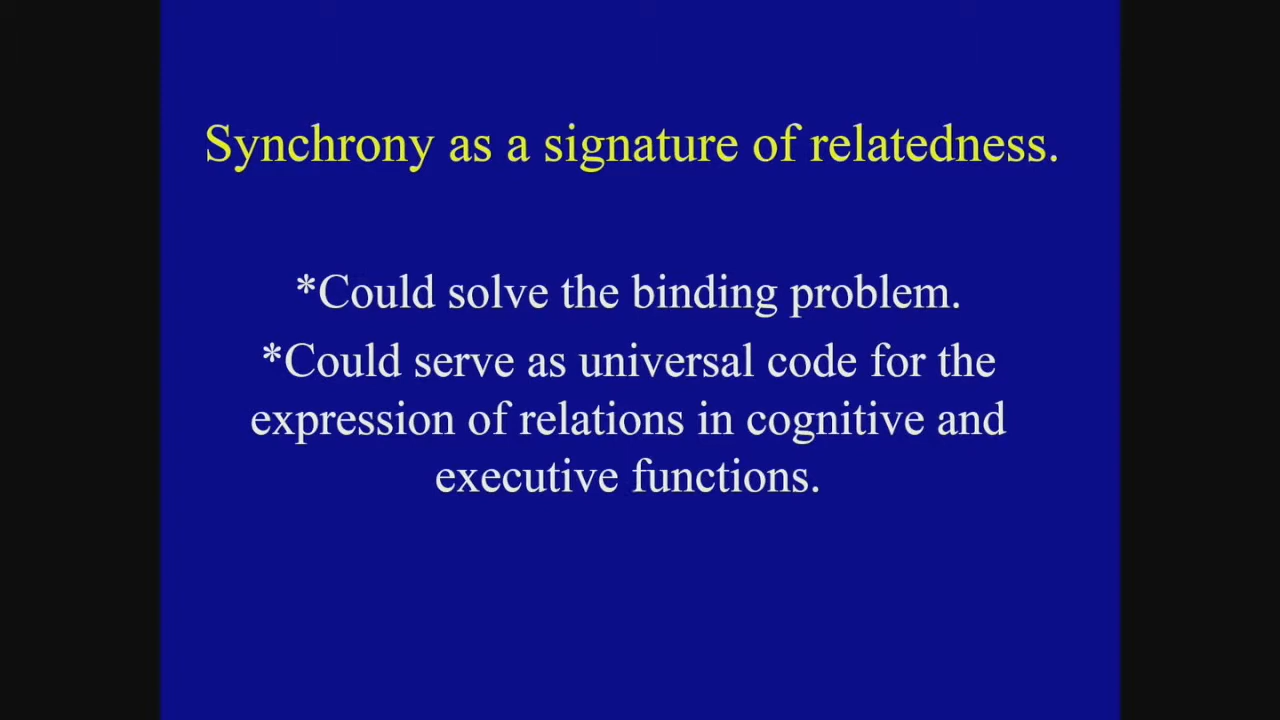 Synchrony as a signature of relatedness.
*Could solve the binding problem.
*Could serve as universal code for the
expression of relations in cognitive and
executive functions.